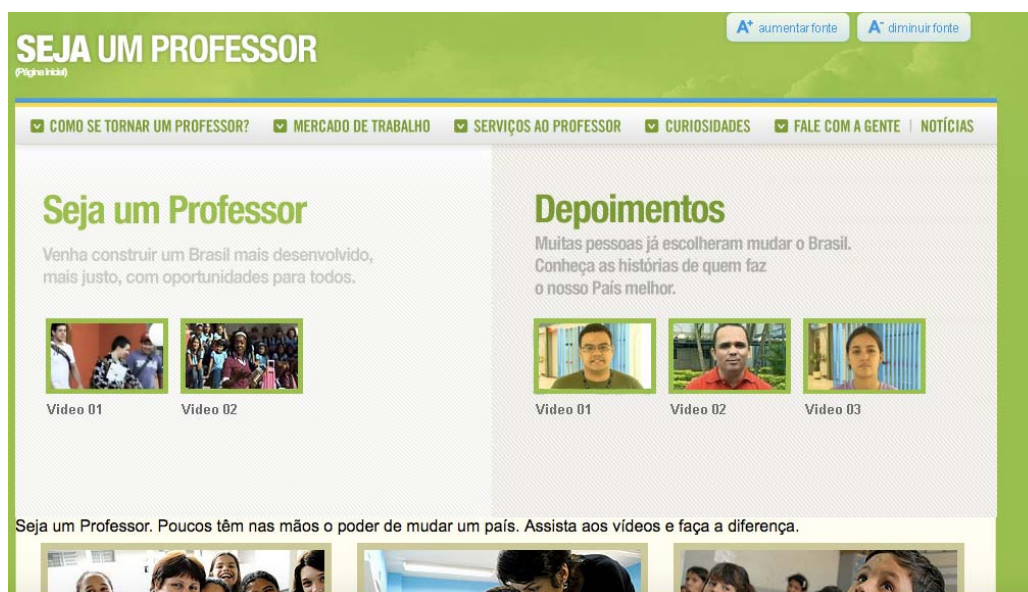 A+ aumentar fonte
A- diminuir fonte
SEJA UM PROFESSOR
(Página Inicial)
COMO SE TORNAR UM PROFESSOR?
MERCADO DE TRABALHO
SERVIÇOS AO PROFESSOR
CURIOSIDADES
FALE COM A GENTE | NOTÍCIAS
Seja um Professor
Venha construir um Brasil mais desenvolvido,
mais justo, com oportunidades para todos.
Video 01
Video 02
Depoimentos
Muitas pessoas já escolheram mudar o Brasil.
Conheça as histórias de quem faz
o nosso País melhor.
Video 01
Video 02
Video 03
Seja um Professor. Poucos têm nas mãos o poder de mudar um país. Assista aos vídeos e faça a diferença.